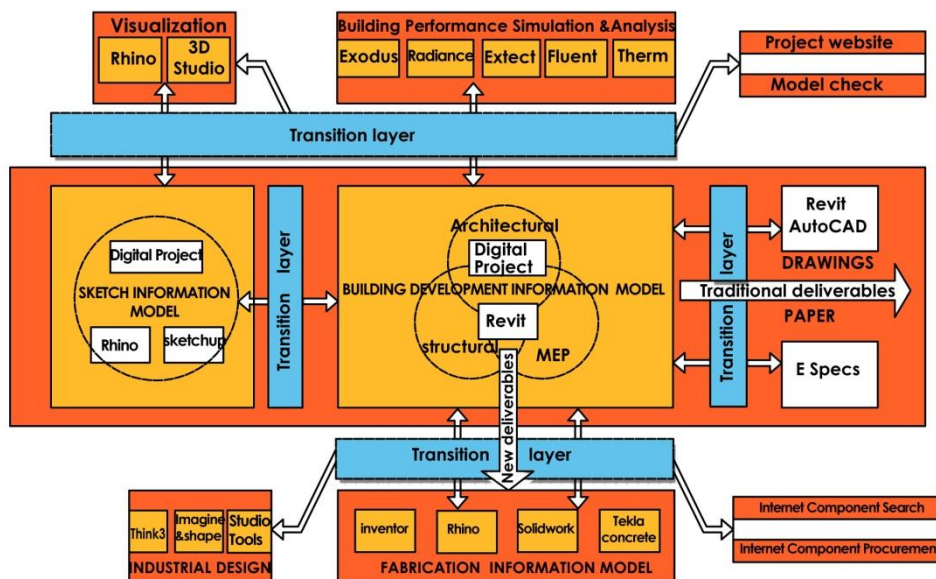 Visualization
Rhino
3D
Studio
Building Performance Simulation &Analysis
Exodus
Radiance
Extect
Fluent
Therm
Project website
Model check
Transition layer
Digital Project
SKETCH INFORMATION
MODEL
Rhino
sketchup
Transition layer
Architectural
Digital
Project
BUILDING DEVELOPMENT INFORMATION MODEL
Revit
structural
MEP
New deliverables
Transition layer
Revit
AutoCAD
DRAWINGS
Traditional deliverables
PAPER
E Specs
Transition layer
Think3
Imagine
&shape
Studio
Tools
INDUSTRIAL DESIGN
inventor
Rhino
Solidwork
Tekla
concrete
FABRICATION INFORMATION MODEL
Internet Component Search
Internet Component Procuremen